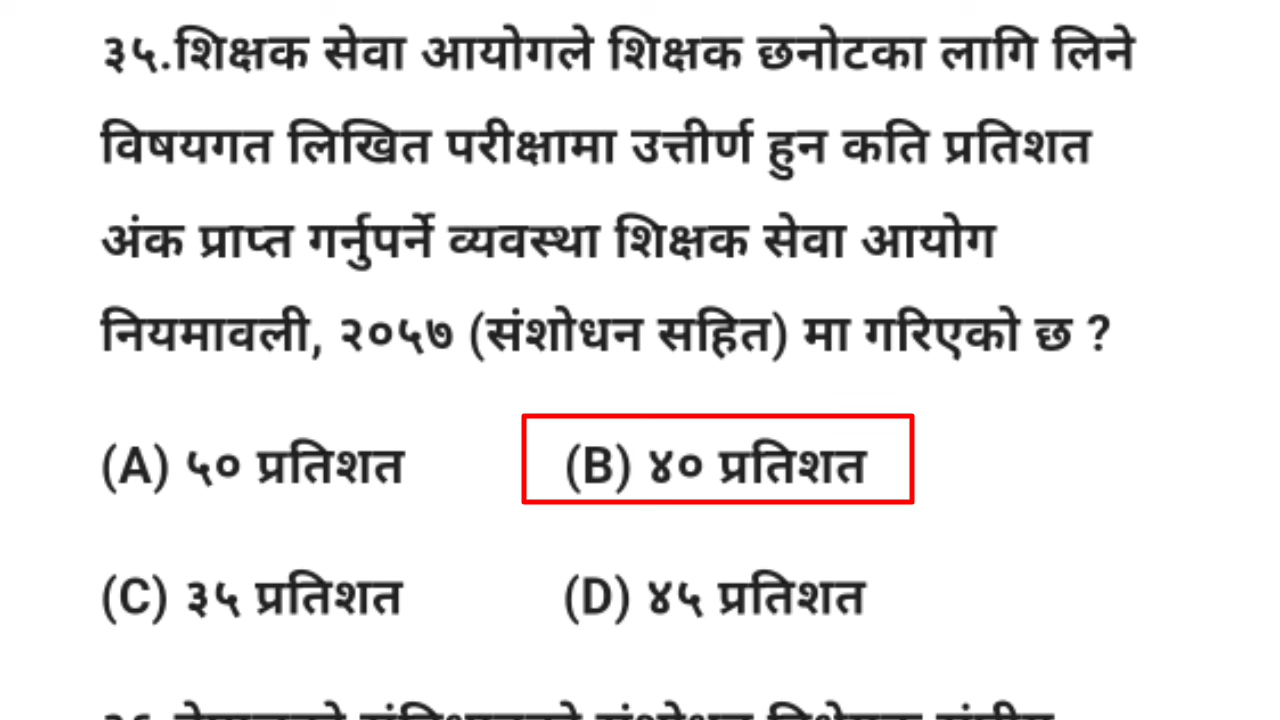 ३५.शिक्षक सेवा आयोगले शिक्षक छनोटका लागि लिने
विषयगत लिखित परीक्षामा उत्तीर्ण हुन कति प्रतिशत
अंक प्राप्त गर्नुपर्ने व्यवस्था शिक्षक सेवा आयोग
नियमावली, २०५७ (संशोधन सहित) मा गरिएको छ ?
(A) ५० प्रतिशत (B) ४० प्रतिशत
(C) ३५ प्रतिशत (D) ४५ प्रतिशत